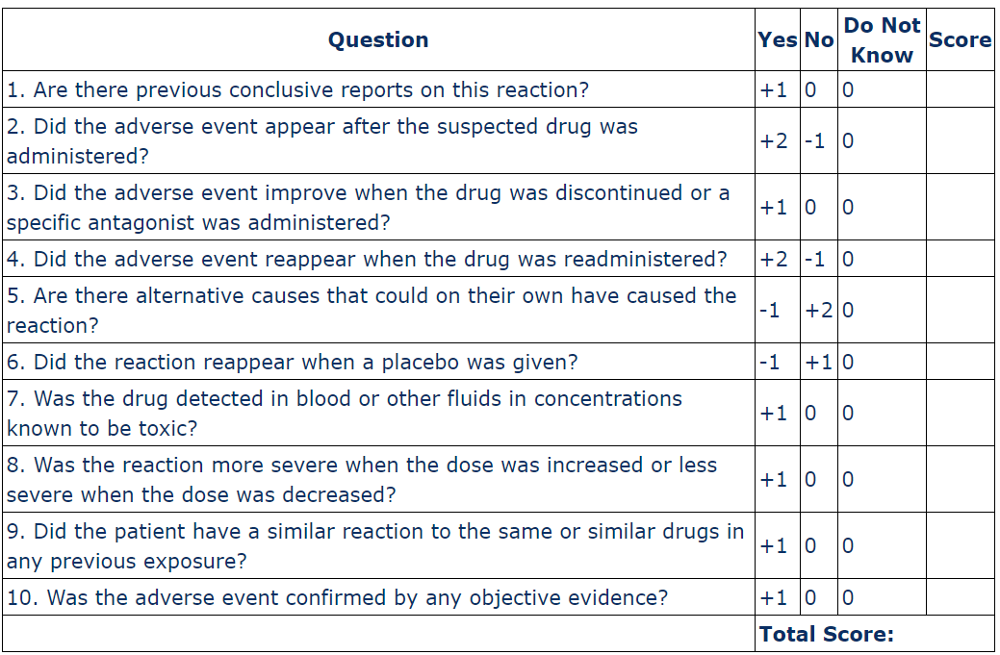 Question Yes No Do Not Know Score
1. Are there previous conclusive reports on this reaction? +1 0 0
2. Did the adverse event appear after the suspected drug was
administered? +2 -1 0
3. Did the adverse event improve when the drug was discontinued or a
specific antagonist was administered? +1 0 0
4. Did the adverse event reappear when the drug was readministered? +2 -1 0
5. Are there alternative causes that could on their own have caused the
reaction? -1 +2 0
6. Did the reaction reappear when a placebo was given? -1 +1 0
7. Was the drug detected in blood or other fluids in concentrations
known to be toxic? +1 0 0
8. Was the reaction more severe when the dose was increased or less
severe when the dose was decreased? +1 0 0
9. Did the patient have a similar reaction to the same or similar drugs in
any previous exposure? +1 0 0
10. Was the adverse event confirmed by any objective evidence? +1 0 0
Total Score: